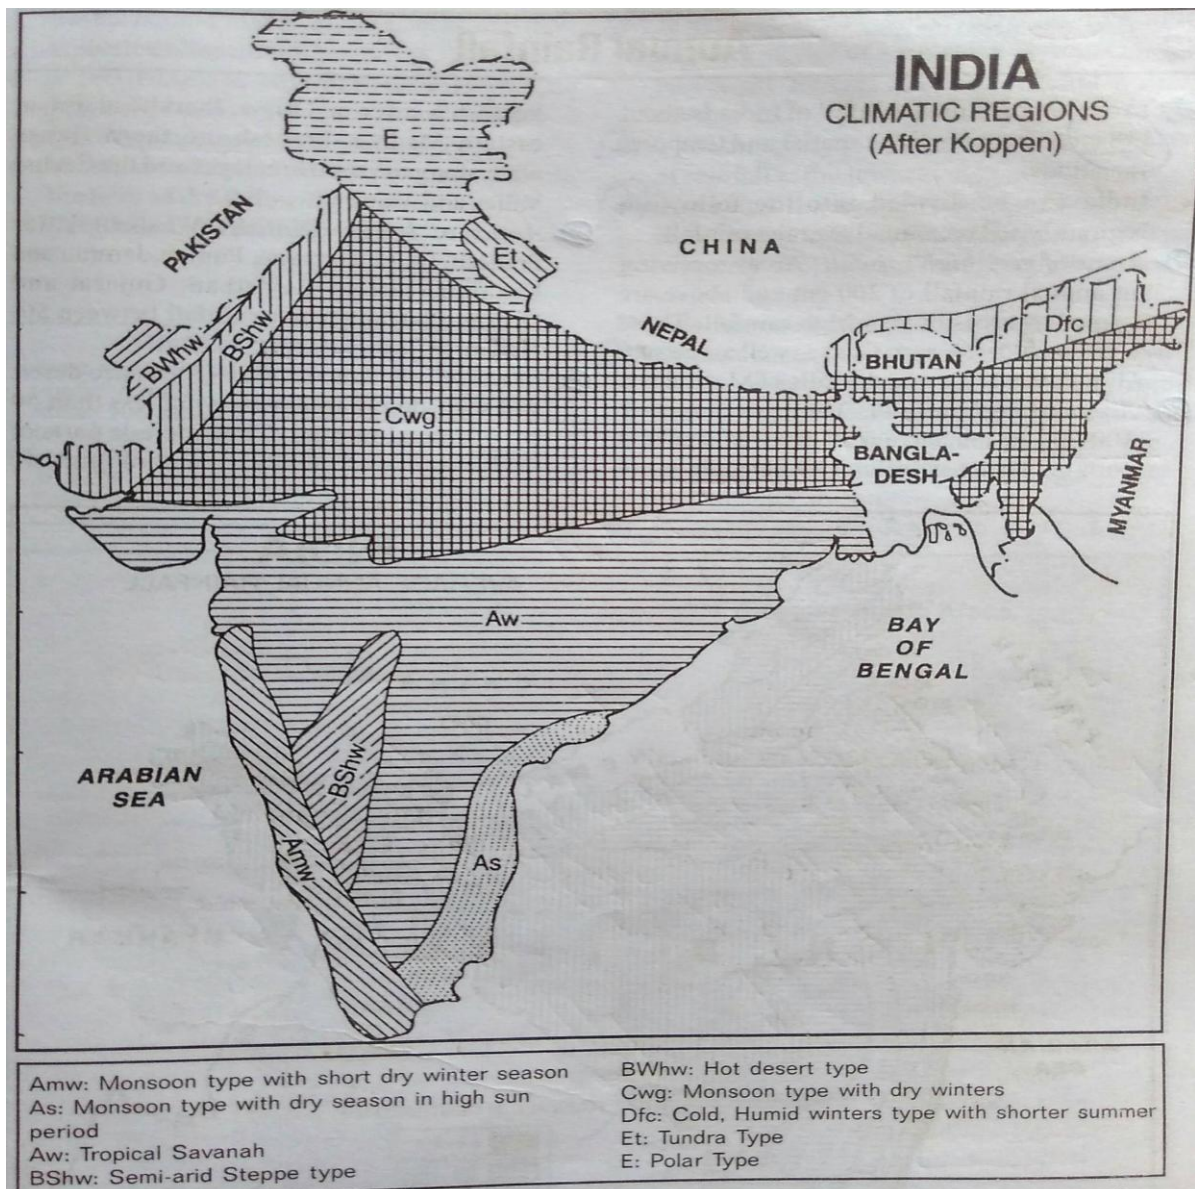 INDIA
CLIMATIC REGIONS
(After Koppen)
E
PAKISTAN
CHINA
Et
NEPAL
Dfc
BHUTAN
BWhw
BShw
Cwg
BANGLA-
DESH
MYANMAR
Aw
BAY
OF
BENGAL
ARABIAN
SEA
BShw
Amw
As
Amw: Monsoon type with short dry winter season
As: Monsoon type with dry season in high sun
period
Aw: Tropical Savanah
BShw: Semi-arid Steppe type
BWhw: Hot desert type
Cwg: Monsoon type with dry winters
Dfc: Cold, Humid winters type with shorter summer
Et: Tundra Type
E: Polar Type